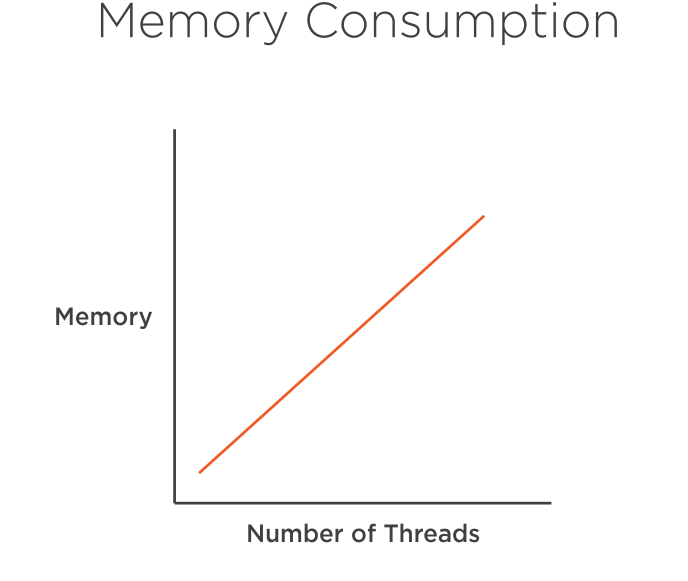 Memory Consumption
Memory
Number of Threads